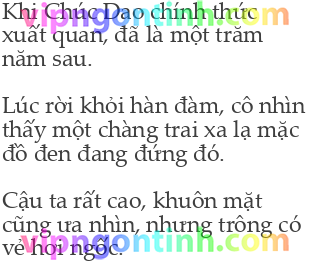 Khi Chúc Dao chính thức
vipngontinh.com
xuất quan, đã là một trăm
năm sau.
Lúc rời khỏi hàn đàm, cô nhìn
thấy một chàng trai xa lạ mặc
đồ đen đang đứng đó.
Cậu ta rất cao, khuôn mặt
cũng ưa nhìn, nhưng trông có
vipngontinh.com
vẻ hơi ngốc.